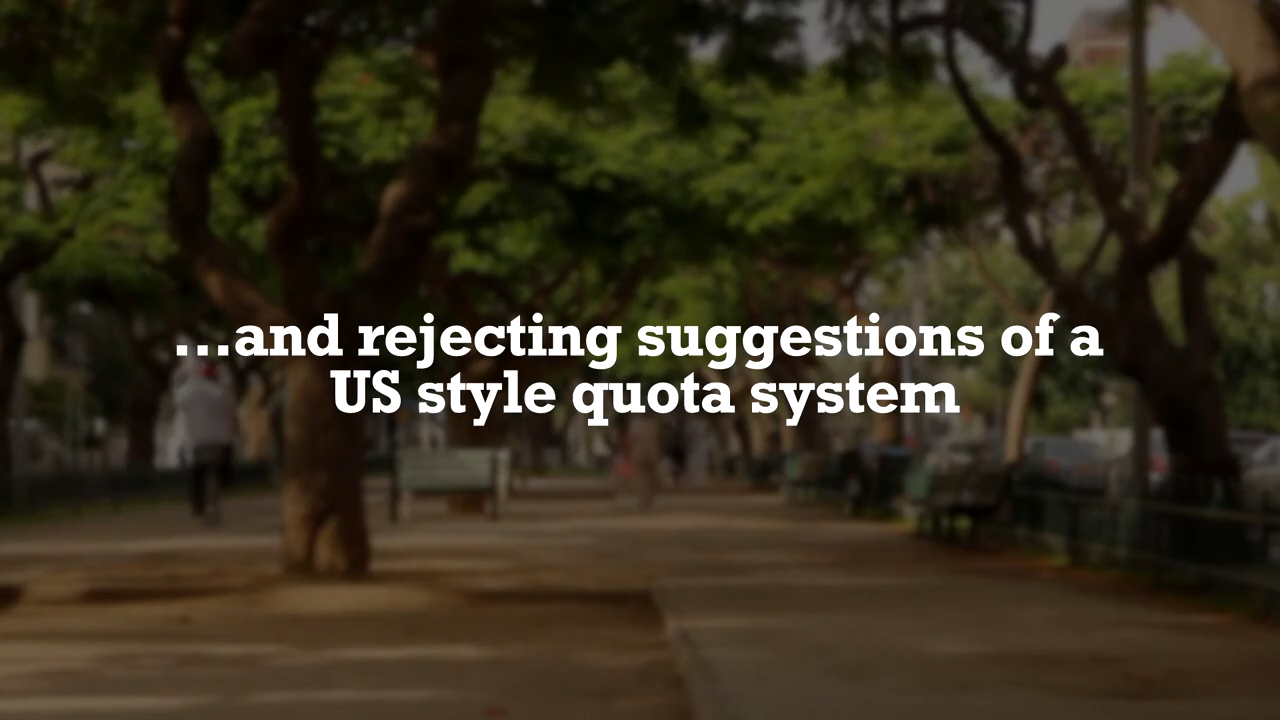 ...and rejecting suggestions of a
US style quota system